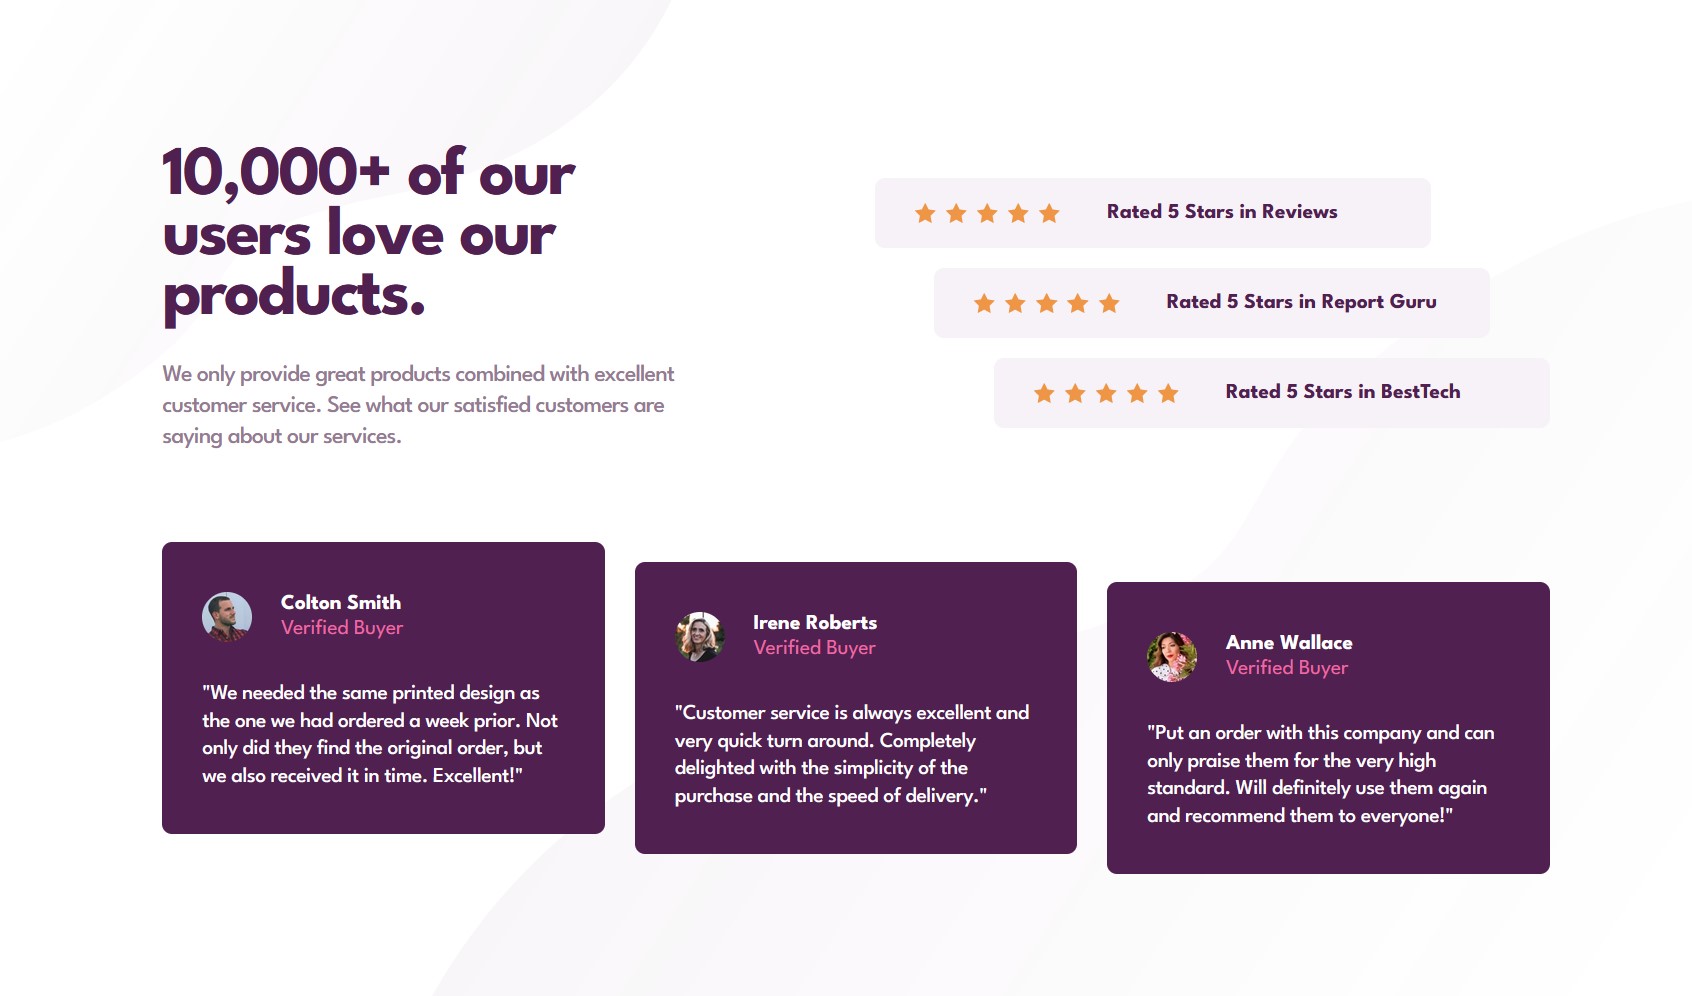 10,000+ of our
users love our
products.
We only provide great products combined with excellent
customer service. See what our satisfied customers are
saying about our services.
Rated 5 Stars in Reviews
Rated 5 Stars in Report Guru
Rated 5 Stars in BestTech
Colton Smith
Verified Buyer
"We needed the same printed design as
the one we had ordered a week prior. Not
only did they find the original order, but
we also received it in time. Excellent!"
Irene Roberts
Verified Buyer
"Customer service is always excellent and
very quick turn around. Completely
delighted with the simplicity of the
purchase and the speed of delivery."
Anne Wallace
Verified Buyer
"Put an order with this company and can
only praise them for the very high
standard. Will definitely use them again
and recommend them to everyone!"